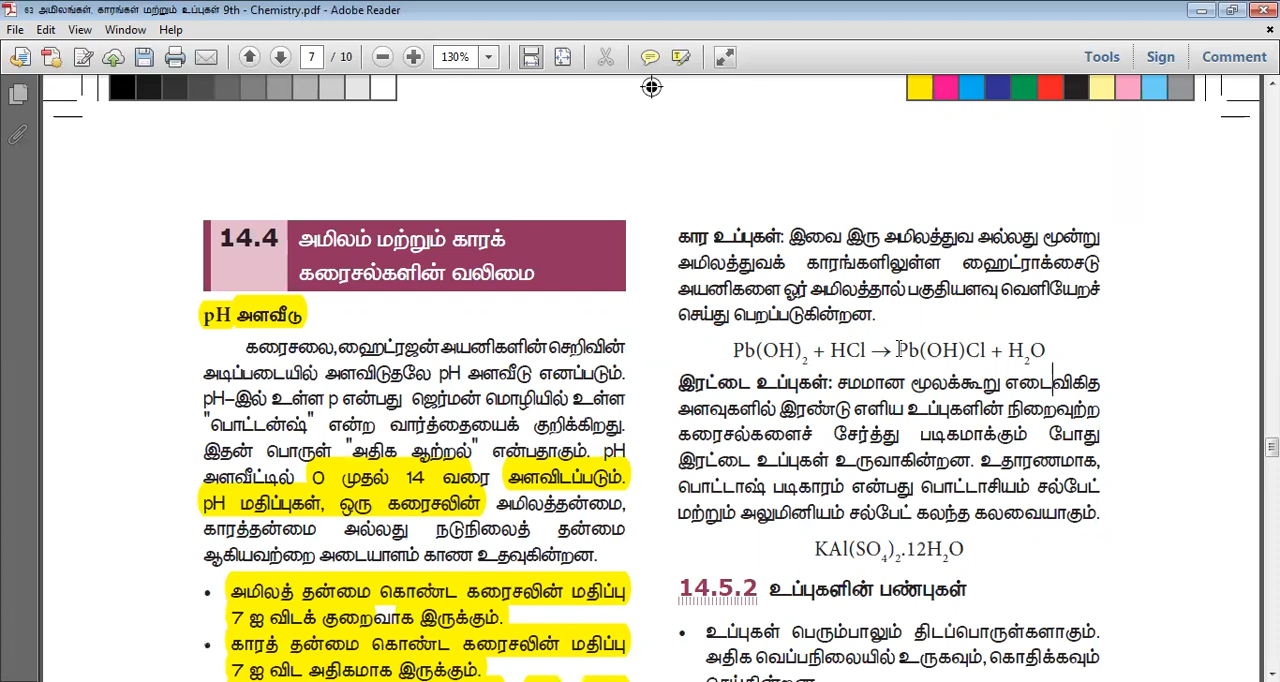 63 அமிலங்கள், காரங்கள் மற்றும் உப்புகள் 9th - Chemistry.pdf - Adobe Reader
File Edit View Window Help
7 / 10 130% Tools Sign Comment
14.4 அமிலம் மற்றும் காரக்
கரைசல்களின் வலிமை
pH அளவீடு
கரைசலை,ஹைட்ரஜன் அயனிகளின் செறிவின்
அடிப்படையில் அளவிடுதலே pH அளவீடு எனப்படும்.
pH-இல் உள்ள p என்பது ஜெர்மன் மொழியில் உள்ள
"பொட்டன்ஷ்" என்ற வார்த்தையைக் குறிக்கிறது.
இதன் பொருள் "அதிக ஆற்றல்" என்பதாகும். pH
அளவீட்டில் 0 முதல் 14 வரை அளவிடப்படும்.
pH மதிப்புகள், ஒரு கரைசலின் அமிலத்தன்மை,
காரத்தன்மை அல்லது நடுநிலைத் தன்மை
ஆகியவற்றை அடையாளம் காண உதவுகின்றன.
• அமிலத் தன்மை கொண்ட கரைசலின் மதிப்பு
7 ஐ விடக் குறைவாக இருக்கும்.
• காரத் தன்மை கொண்ட கரைசலின் மதிப்பு
7 ஐ விட அதிகமாக இருக்கும்.
கார உப்புகள்: இவை இரு அமிலத்துவ அல்லது மூன்று
அமிலத்துவக் காரங்களிலுள்ள ஹைட்ராக்சைடு
அயனிகளை ஓர் அமிலத்தால் பகுதியளவு வெளியேறச்
செய்து பெறப்படுகின்றன.
Pb(OH)₂ + HCl → Pb(OH)Cl + H₂O
இரட்டை உப்புகள்: சமமான மூலக்கூறு எடைவிகித
அளவுகளில் இரண்டு எளிய உப்புகளின் நிறைவுற்ற
கரைசல்களைச் சேர்த்து படிகமாக்கும் போது
இரட்டை உப்புகள் உருவாகின்றன. உதாரணமாக,
பொட்டாஷ் படிகாரம் என்பது பொட்டாசியம் சல்பேட்
மற்றும் அலுமினியம் சல்பேட் கலந்த கலவையாகும்.
KAl(SO₄)₂.12H₂O
14.5.2 உப்புகளின் பண்புகள்
• உப்புகள் பெரும்பாலும் திடப்பொருள்களாகும்.
அதிக வெப்பநிலையில் உருகவும், கொதிக்கவும்